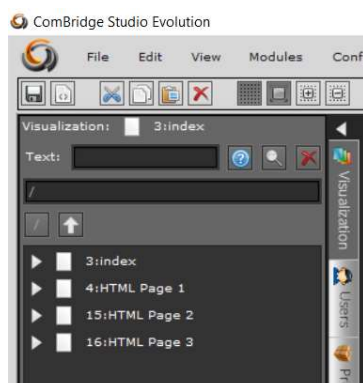 ComBridge Studio Evolution
File Edit View Modules Conf
Visualization: 3:index
Text:
/
/
3:index
4:HTML Page 1
15:HTML Page 2
16:HTML Page 3
Visualization
Users
Pr